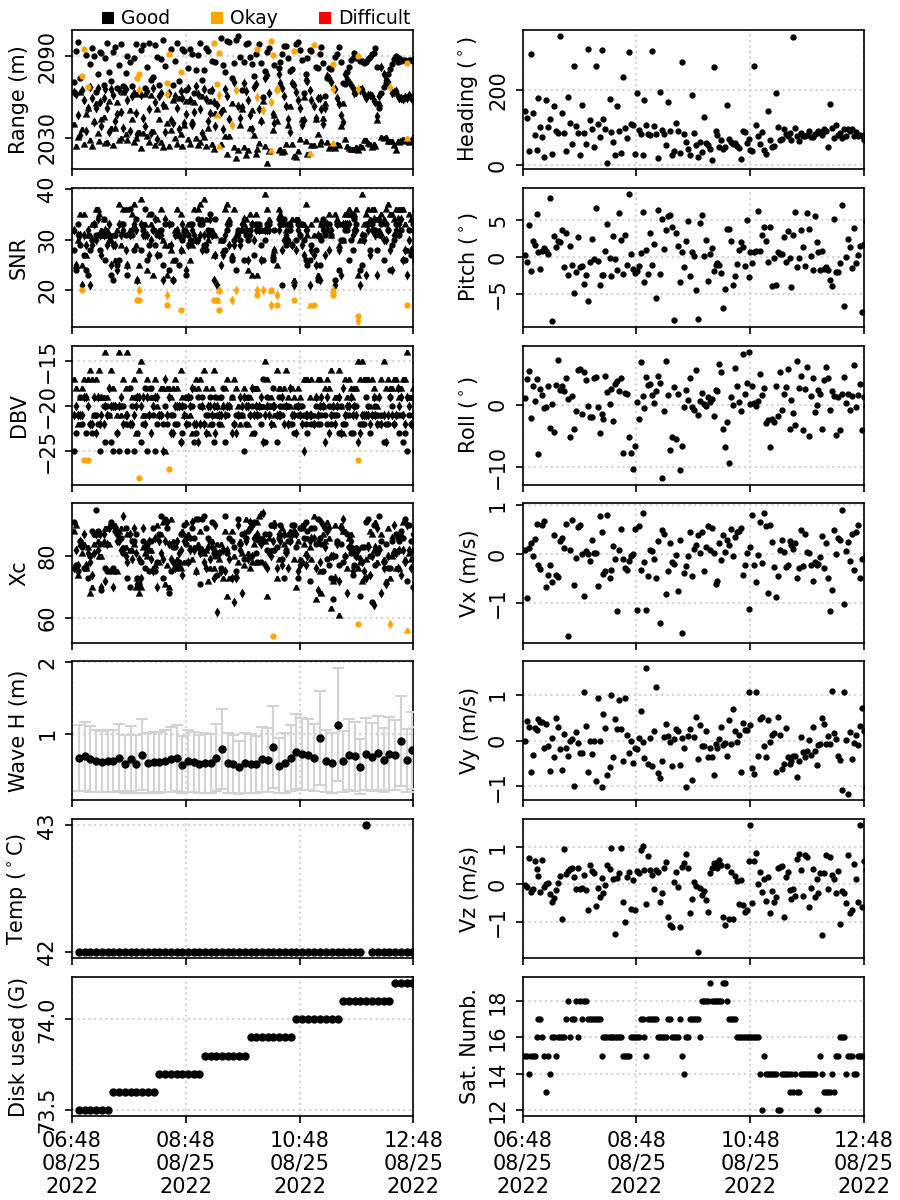 Good Okay Difficult
Range (m)
2090
2030
Heading (°)
200
0
SNR
40
30
20
Pitch (°)
5
0
−5
DBV
−15
−20
−25
Roll (°)
0
−10
Xc
80
60
Vx (m/s)
1
0
−1
Wave H (m)
2
1
Vy (m/s)
1
0
−1
Temp (°C)
43
42
Vz (m/s)
1
0
−1
Disk used (G)
74.0
73.5
Sat. Numb.
18
16
14
12
06:48 08:48 10:48 12:48
08/25 08/25 08/25 08/25
2022 2022 2022 2022
06:48 08:48 10:48 12:48
08/25 08/25 08/25 08/25
2022 2022 2022 2022